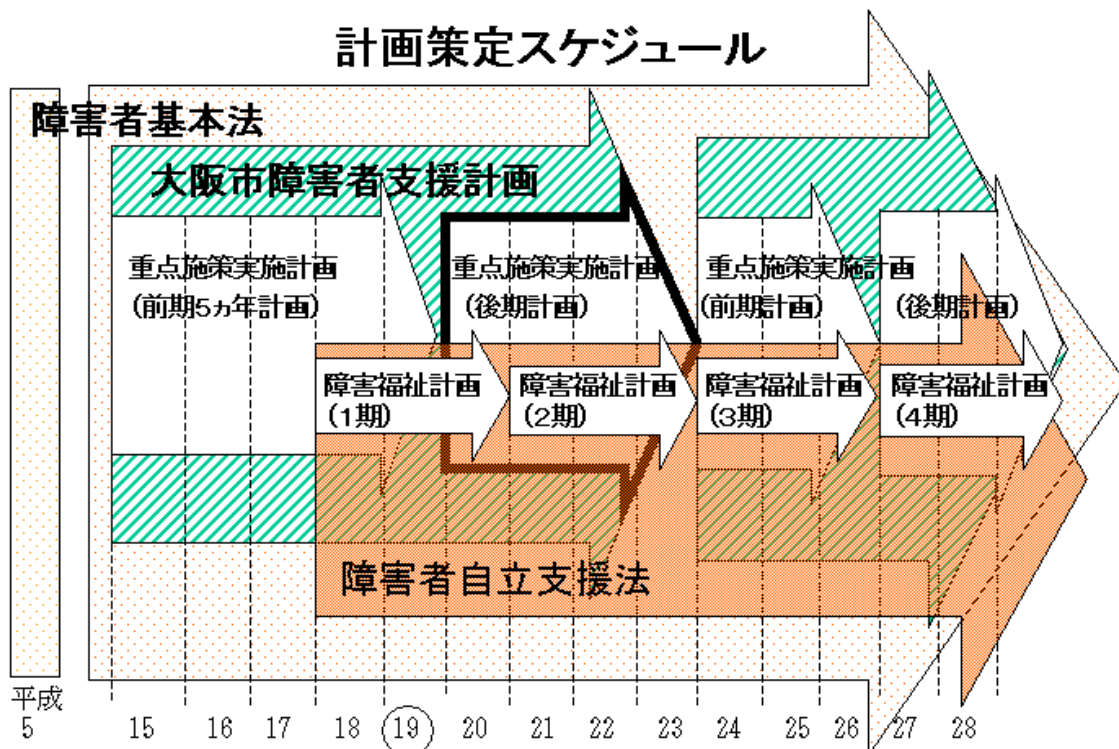 計画策定スケジュール
障害者基本法
大阪市障害者支援計画
重点施策実施計画
(前期5ヵ年計画)
重点施策実施計画
(後期計画)
重点施策実施計画
(前期計画)
(後期計画)
障害福祉計画
(1期)
障害福祉計画
(2期)
障害福祉計画
(3期)
障害福祉計画
(4期)
障害者自立支援法
平成
5 15 16 17 18 19 20 21 22 23 24 25 26 27 28